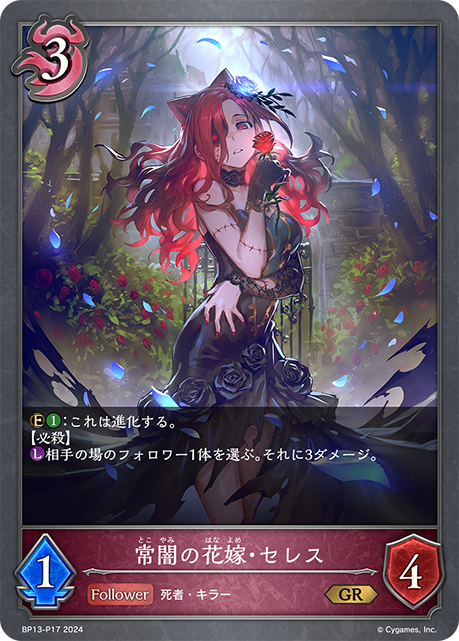 3
Ⓔ①：これは進化する。
【必殺】
Ⓛ相手の場のフォロワー1体を選ぶ。それに3ダメージ。
とこ やみ はな よめ
常闇の花嫁・セレス
1
Follower 死者・キラー
GR
4
BP13-P17 2024
© Cygames, Inc.